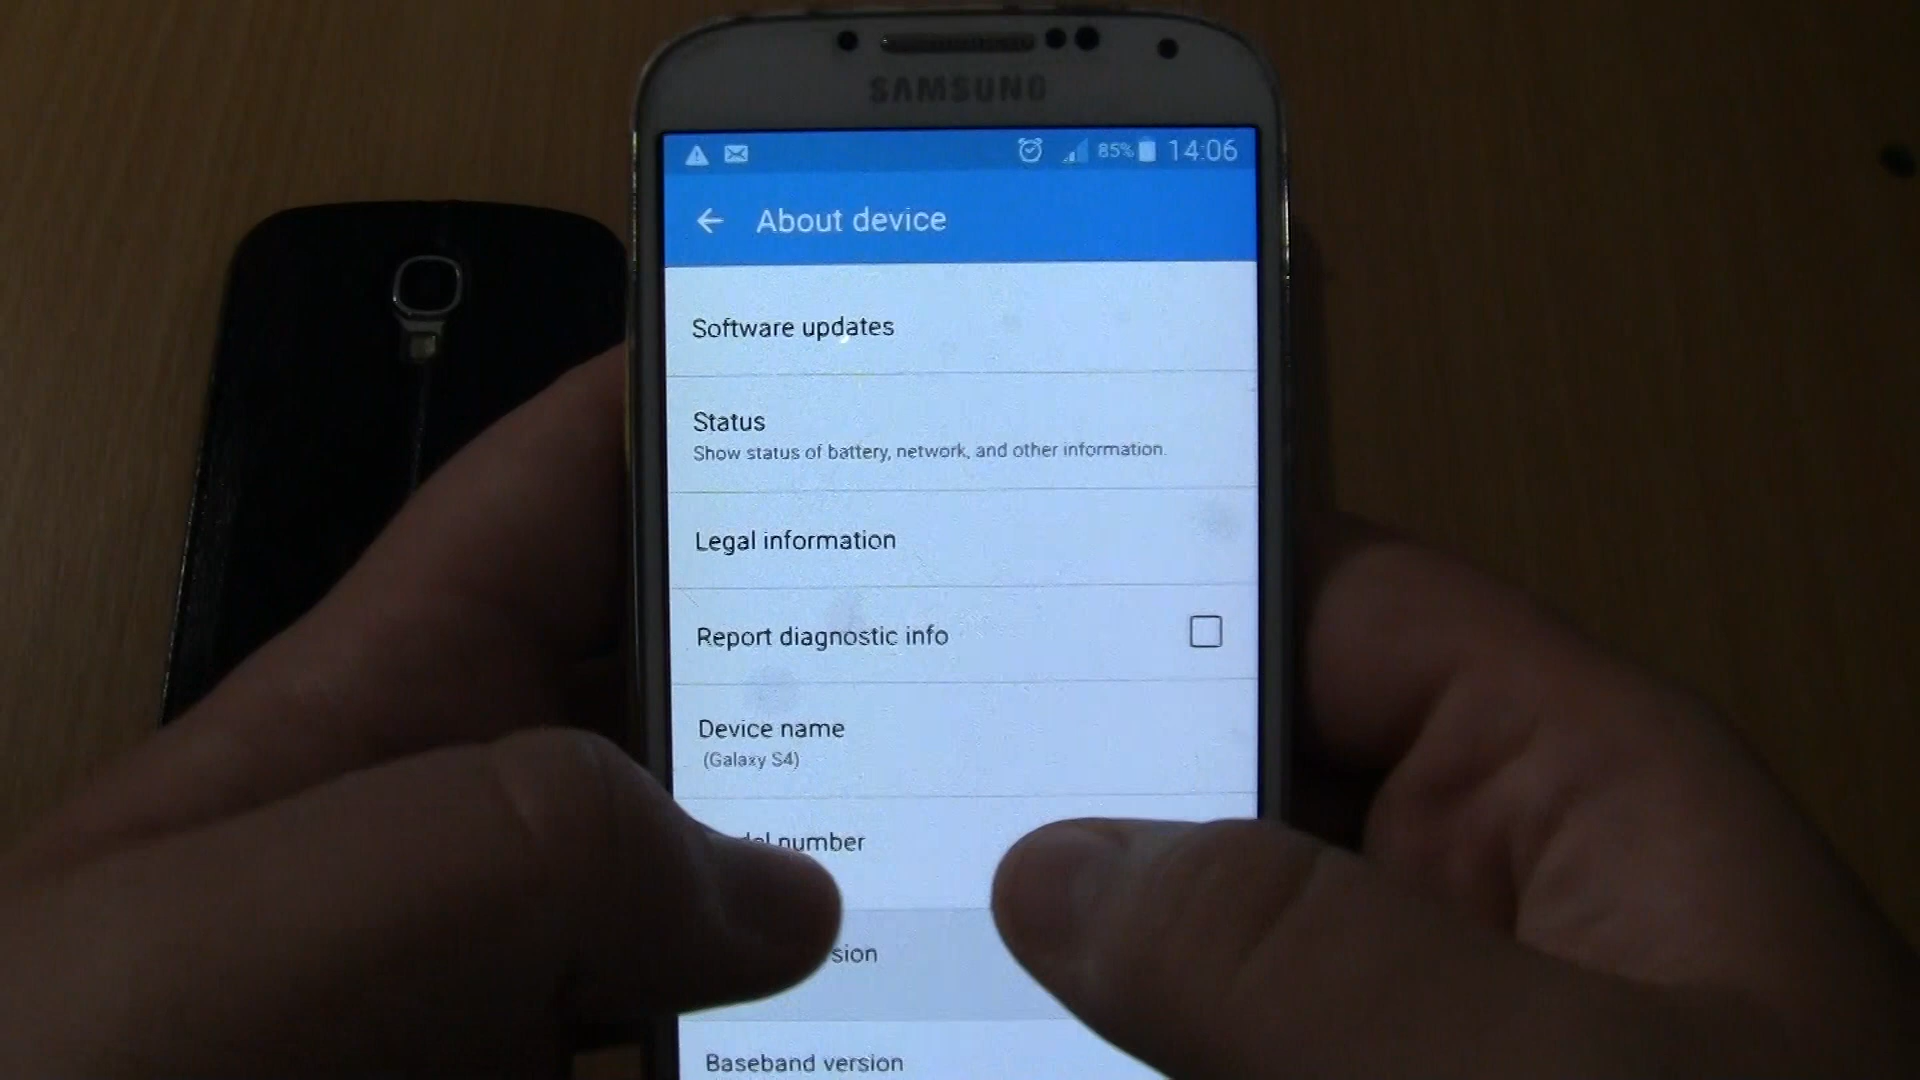 SAMSUNG
85% 14:06
About device
Software updates
Status
Show status of battery, network, and other information.
Legal information
Report diagnostic info
Device name
(Galaxy S4)
number
Baseband version